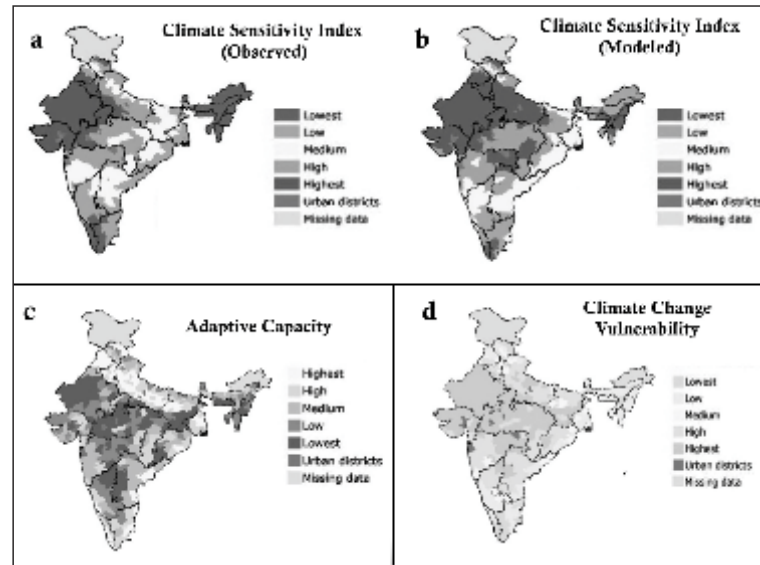 a
Climate Sensitivity Index
(Observed)
Lowest
Low
Medium
High
Highest
Urban districts
Missing data
b
Climate Sensitivity Index
(Modeled)
Lowest
Low
Medium
High
Highest
Urban districts
Missing data
c
Adaptive Capacity
Highest
High
Medium
Low
Lowest
Urban districts
Missing data
d
Climate Change
Vulnerability
Lowest
Low
Medium
High
Highest
Urban districts
Missing data